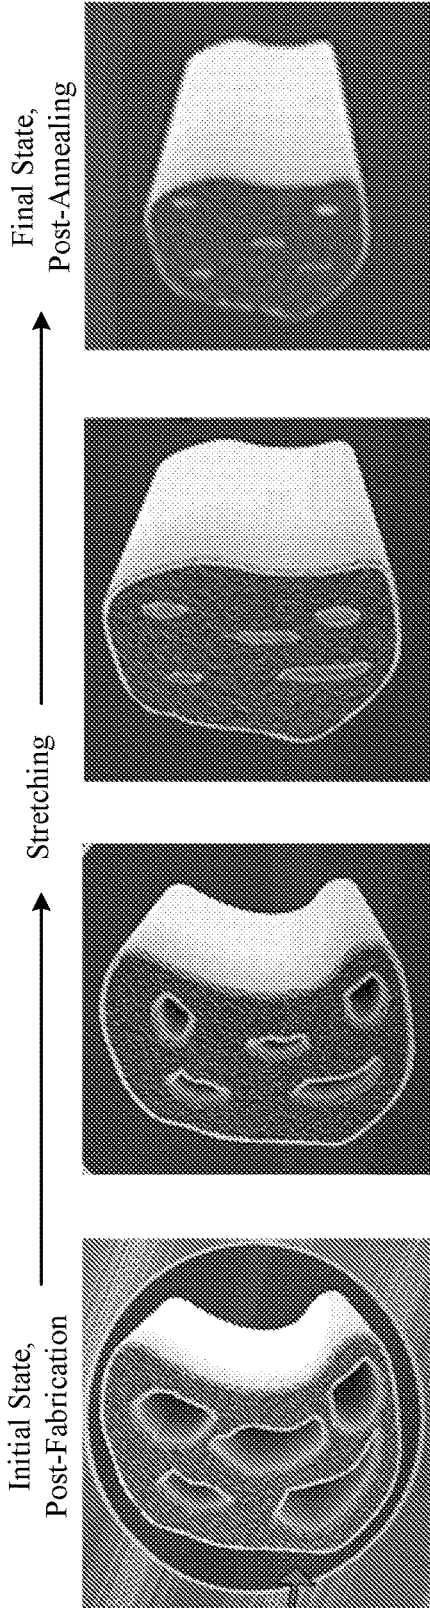 Initial State,
Post-Fabrication
Stretching
Final State,
Post-Annealing